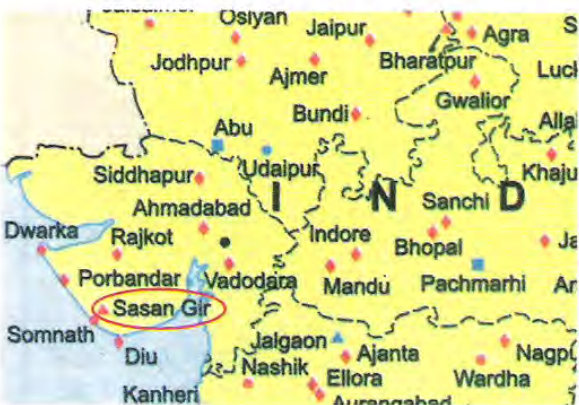 Osiyan
Jaipur
Agra
Jodhpur
Bharatpur
Ajmer
Gwalior
Bundi
Abu
Udaipur
Siddhapur
I N D
Ahmadabad
Sanchi
Dwarka
Rajkot
Indore
Bhopal
Porbandar
Vadodara
Mandu
Pachmarhi
Sasan Gir
Somnath
Jalgaon
Ajanta
Diu
Nashik
Ellora
Wardha
Kanheri